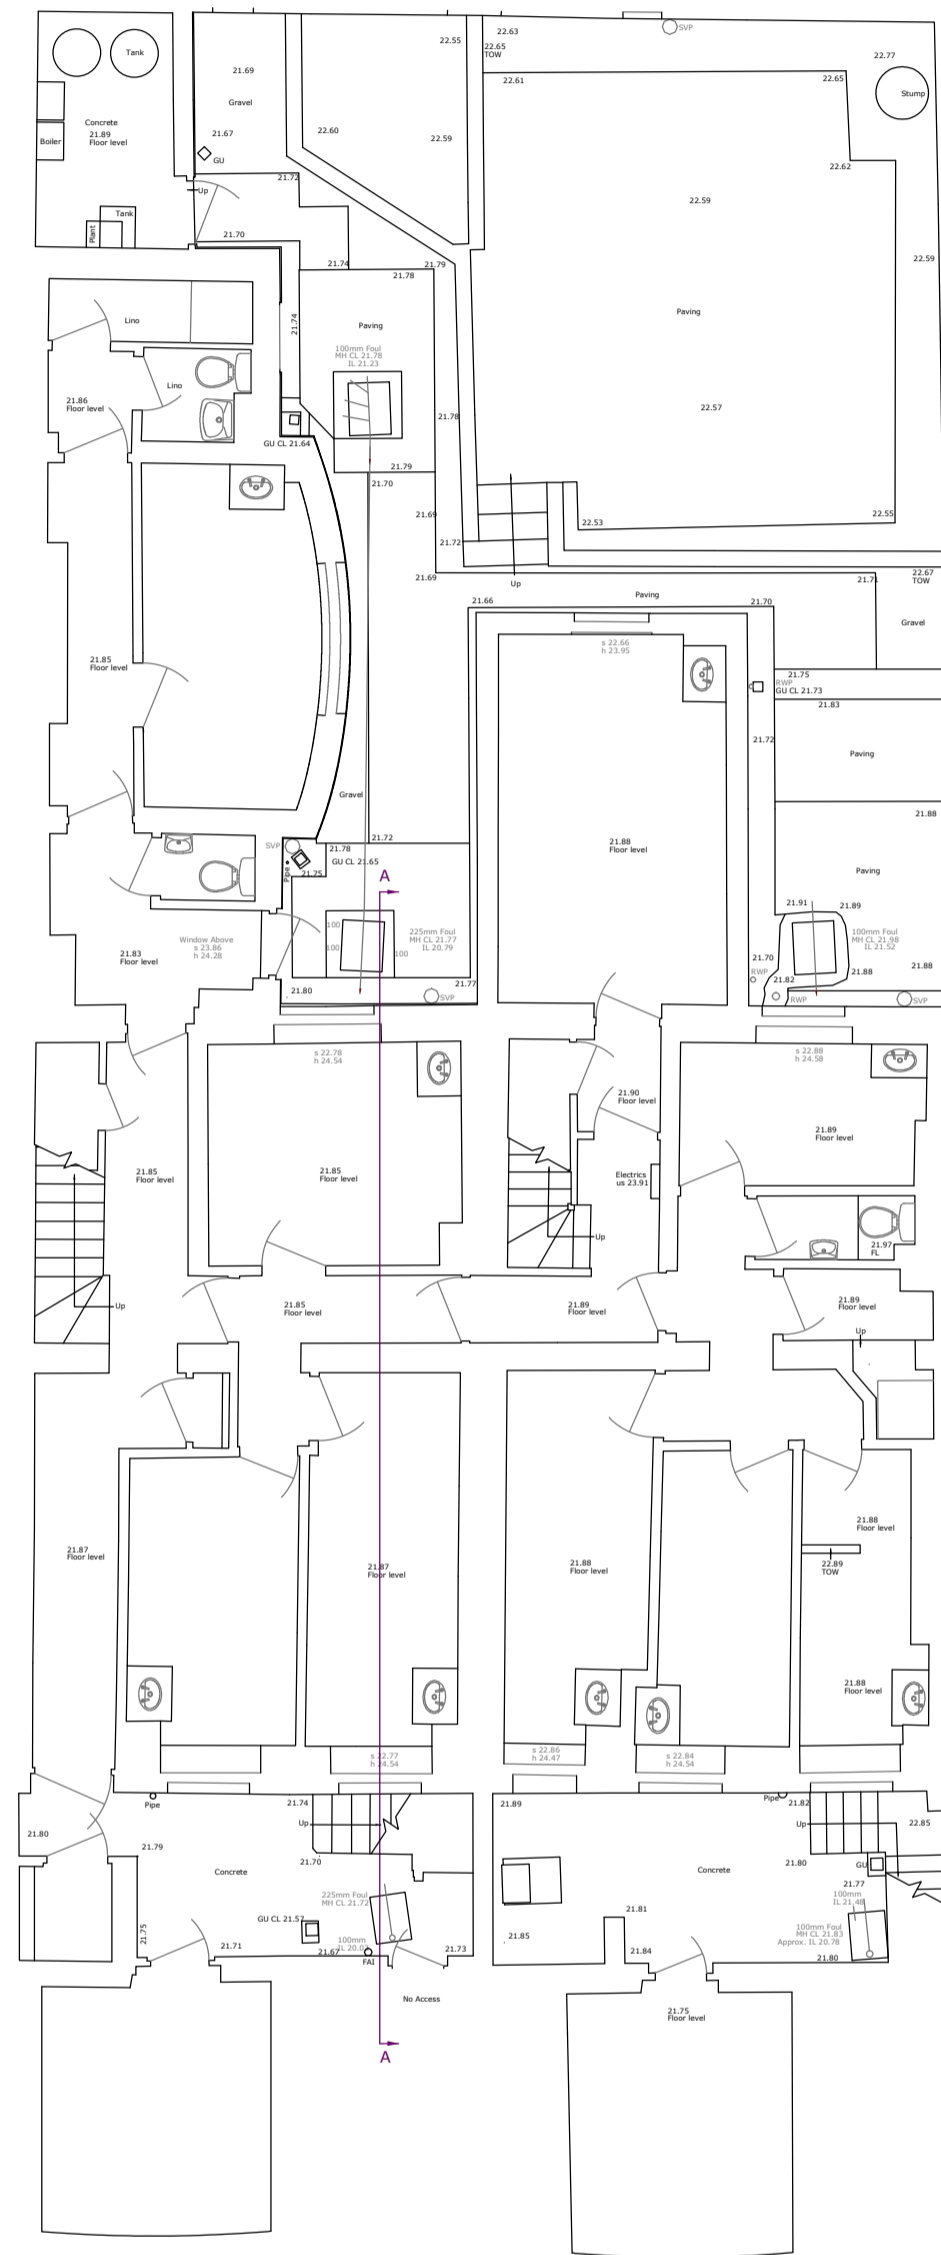 22.55
22.63
22.65
TOW
SVP
22.77
Tank
21.69
22.61
22.65
Gravel
Stump
Concrete
21.89
Floor level
21.67
22.60
22.59
Boiler
GU
22.62
21.72
Up
22.59
Tank
Plant
21.70
21.74
21.79
21.78
22.59
Lino
21.74
Paving
Paving
100mm Foul
MH CL 21.78
IL 21.23
Lino
21.86
Floor level
21.78
22.57
GU CL 21.64
21.79
21.70
21.69
22.53
22.55
21.72
21.69
Up
21.71
22.67
TOW
21.66
Paving
21.70
Gravel
s 22.66
h 23.95
21.85
Floor level
21.75
RWP
GU CL 21.73
21.83
21.72
Paving
Gravel
21.88
21.72
21.88
Floor level
SVP
21.78
GU CL 21.65
Pipe
21.75
A
Paving
21.91
21.89
100
225mm Foul
MH CL 21.77
IL 20.79
100mm Foul
MH CL 21.98
IL 21.52
Window Above
s 23.86
h 24.28
100
100
21.83
Floor level
21.70
21.88
21.88
RWP
21.82
21.77
21.80
SVP
RWP
SVP
s 22.78
h 24.54
s 22.88
h 24.58
21.90
Floor level
21.89
Floor level
21.85
Floor level
21.85
Floor level
Electrics
us 23.91
Up
21.97
FL
Up
21.85
Floor level
21.89
Floor level
21.89
Floor level
Up
21.88
Floor level
21.87
Floor level
21.87
Floor level
21.88
Floor level
22.89
TOW
21.88
Floor level
s 22.77
h 24.54
s 22.86
h 24.47
s 22.84
h 24.54
Pipe
21.74
21.89
Pipe
21.82
Up
Up
22.85
21.80
21.79
21.70
21.80
GU
Concrete
Concrete
21.77
225mm Foul
MH CL 21.72
100mm
IL 21.48
GU CL 21.57
21.81
21.75
100mm
21.85
100mm Foul
MH CL 21.83
Approx. IL 20.78
21.71
21.67
21.73
21.84
21.80
FAI
No Access
21.75
Floor level
A